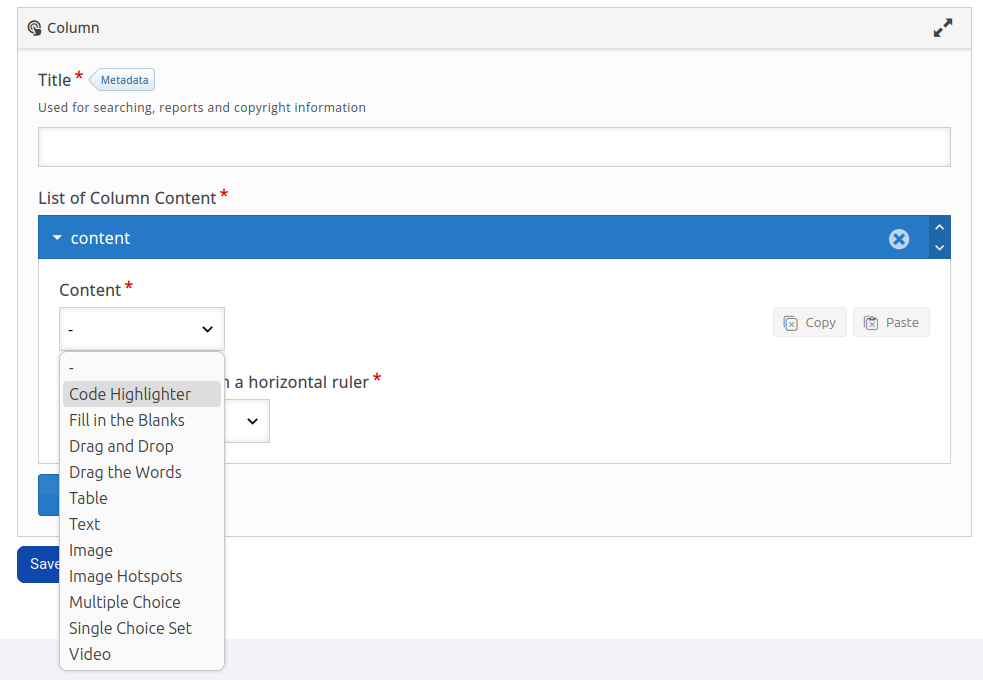 Column
Title * Metadata
Used for searching, reports and copyright information
List of Column Content *
content
Content *
-
Copy Paste
-
a horizontal ruler *
Code Highlighter
Fill in the Blanks
Drag and Drop
Drag the Words
Table
Text
Image
Image Hotspots
Multiple Choice
Single Choice Set
Video
Save